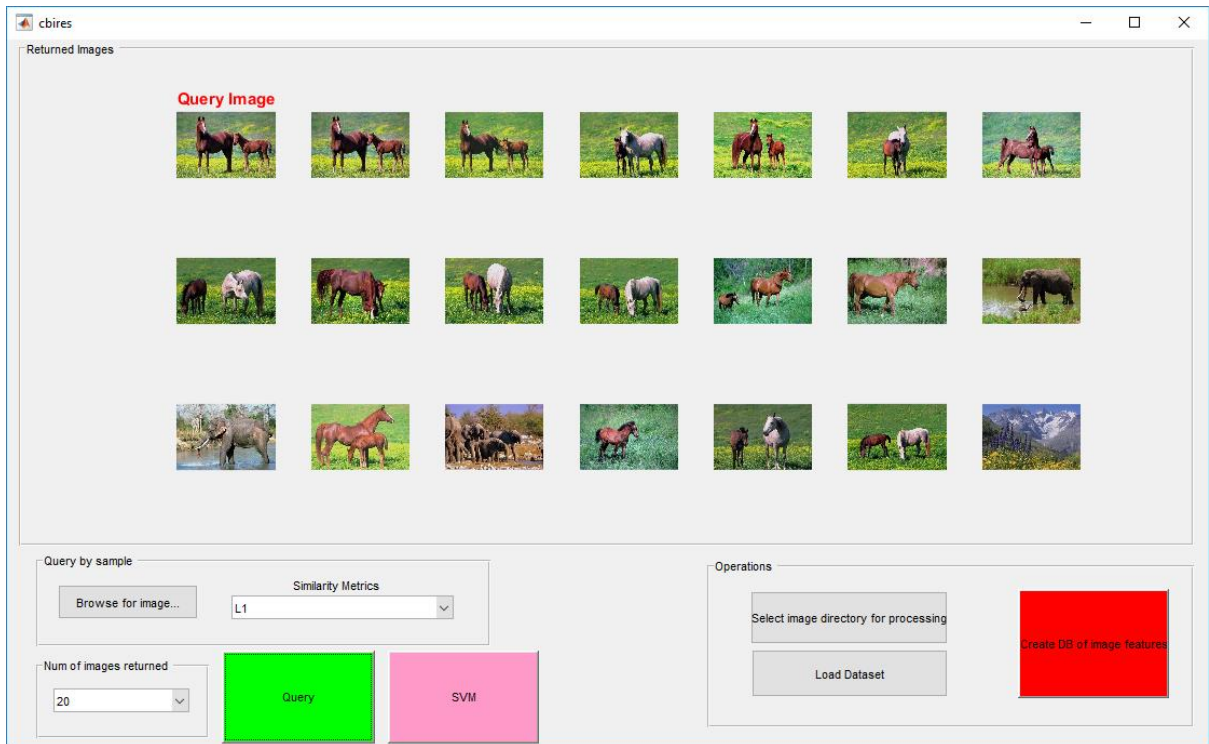 cbires
Returned Images
Query Image
Query by sample
Browse for image...
Similarity Metrics
L1
Num of images returned
20
Query
SVM
Operations
Select image directory for processing
Load Dataset
Create DB of image features